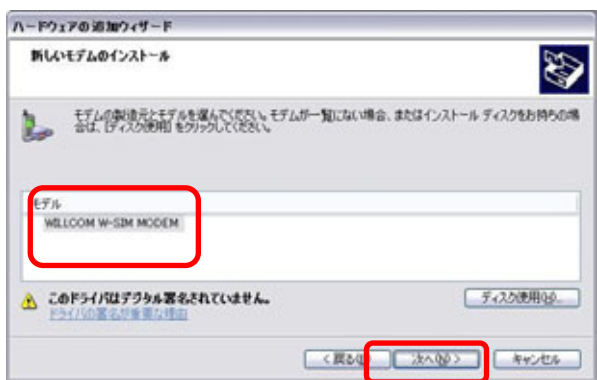 ハードウェアの追加ウィザード
新しいモデムのインストール
モデムの製造元とモデルを選んでください。モデムが一覧にない場合、またはインストール ディスクをお持ちの場
合は、[ディスク使用] をクリックしてください。
モデル
WILLCOM W-SIM MODEM
このドライバはデジタル署名されていません。
ディスク使用(H)...
ドライバの署名が重要な理由
< 戻る(B)
次へ(N) >
キャンセル